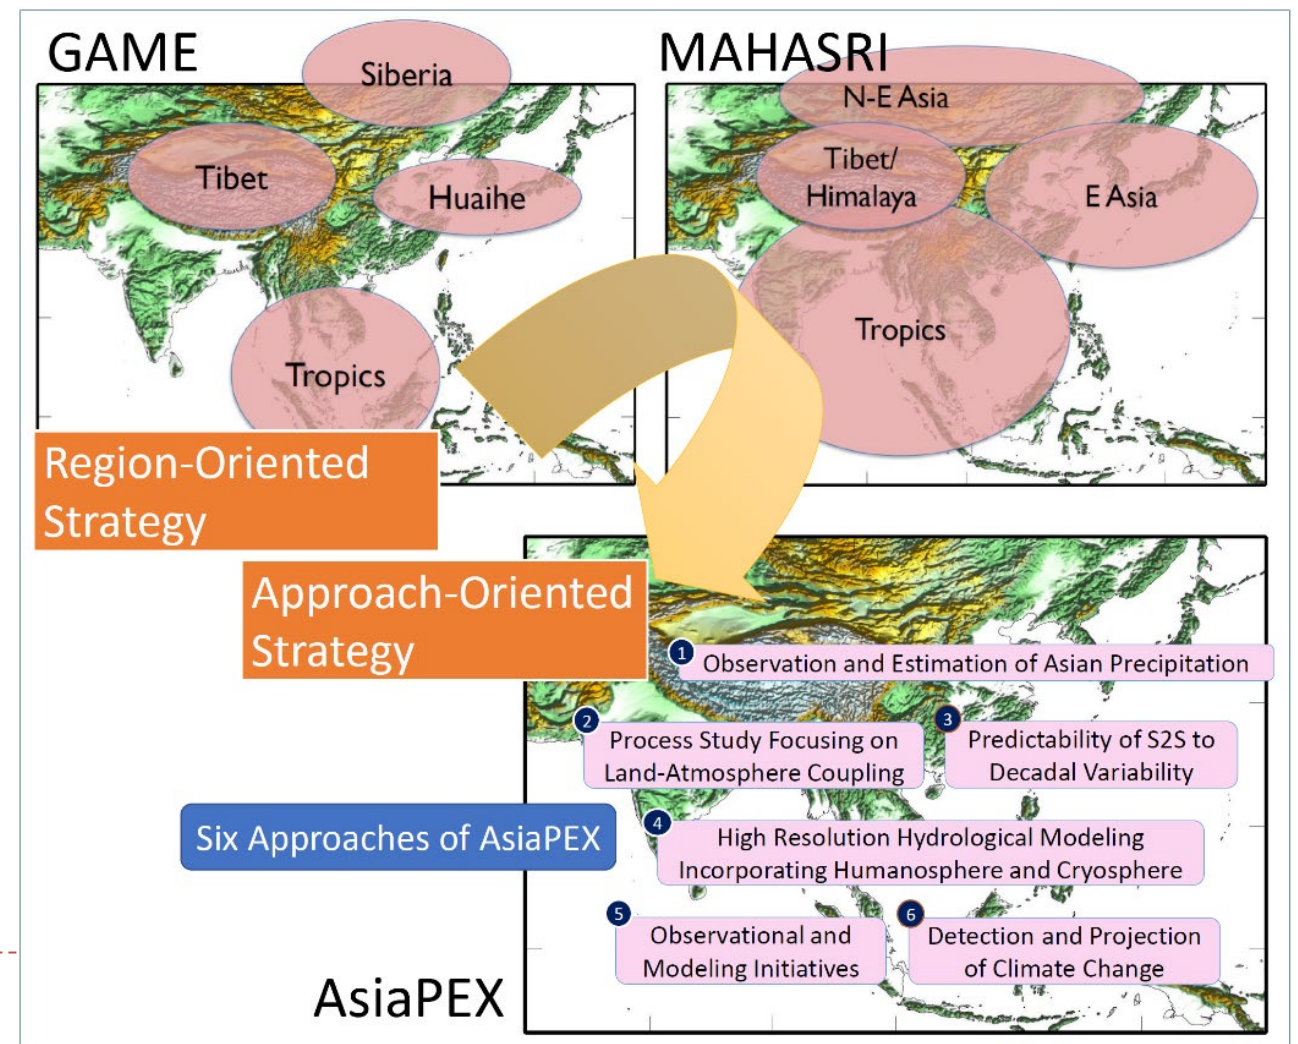 GAME
Siberia
Tibet
Huaihe
Tropics
MAHASRI
N-E Asia
Tibet/
Himalaya
E Asia
Tropics
Region-Oriented
Strategy
Approach-Oriented
Strategy
1
Observation and Estimation of Asian Precipitation
2
Process Study Focusing on
Land-Atmosphere Coupling
3
Predictability of S2S to
Decadal Variability
Six Approaches of AsiaPEX
4
High Resolution Hydrological Modeling
Incorporating Humanosphere and Cryosphere
5
Observational and
Modeling Initiatives
6
Detection and Projection
of Climate Change
AsiaPEX